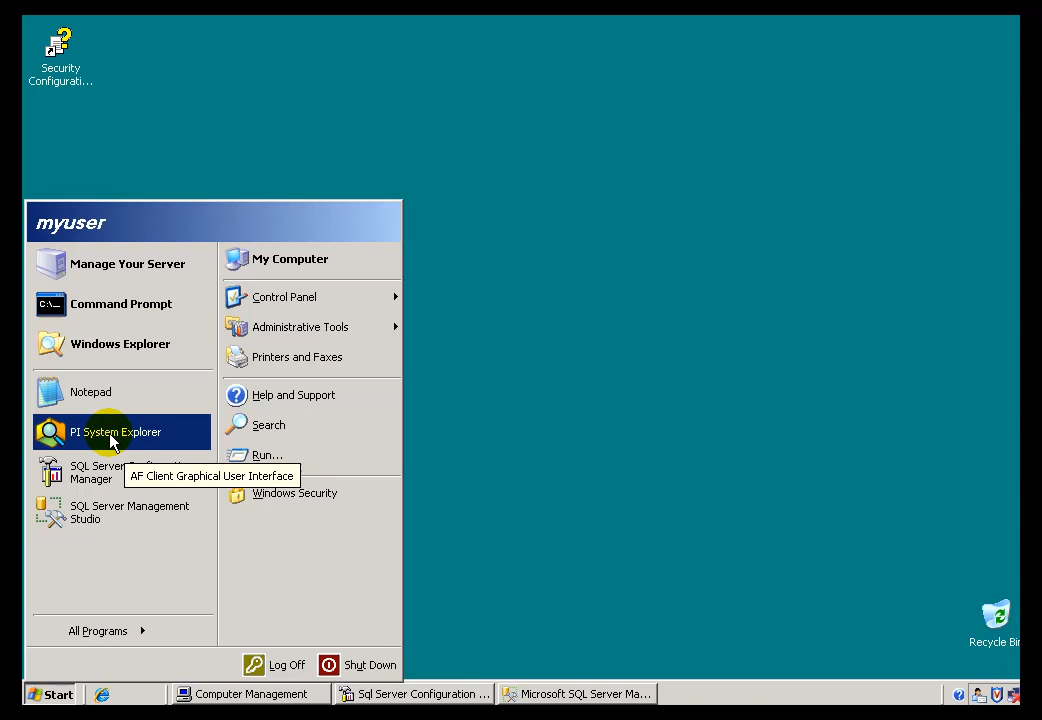 Security
Configurati...
myuser
Manage Your Server
Command Prompt
Windows Explorer
Notepad
PI System Explorer
SQL Server
Manager
SQL Server Management
Studio
All Programs
My Computer
Control Panel
Administrative Tools
Printers and Faxes
Help and Support
Search
Run...
AF Client Graphical User Interface
Windows Security
Log Off
Shut Down
Recycle Bin
Start
Computer Management
Sql Server Configuration ...
Microsoft SQL Server Ma...